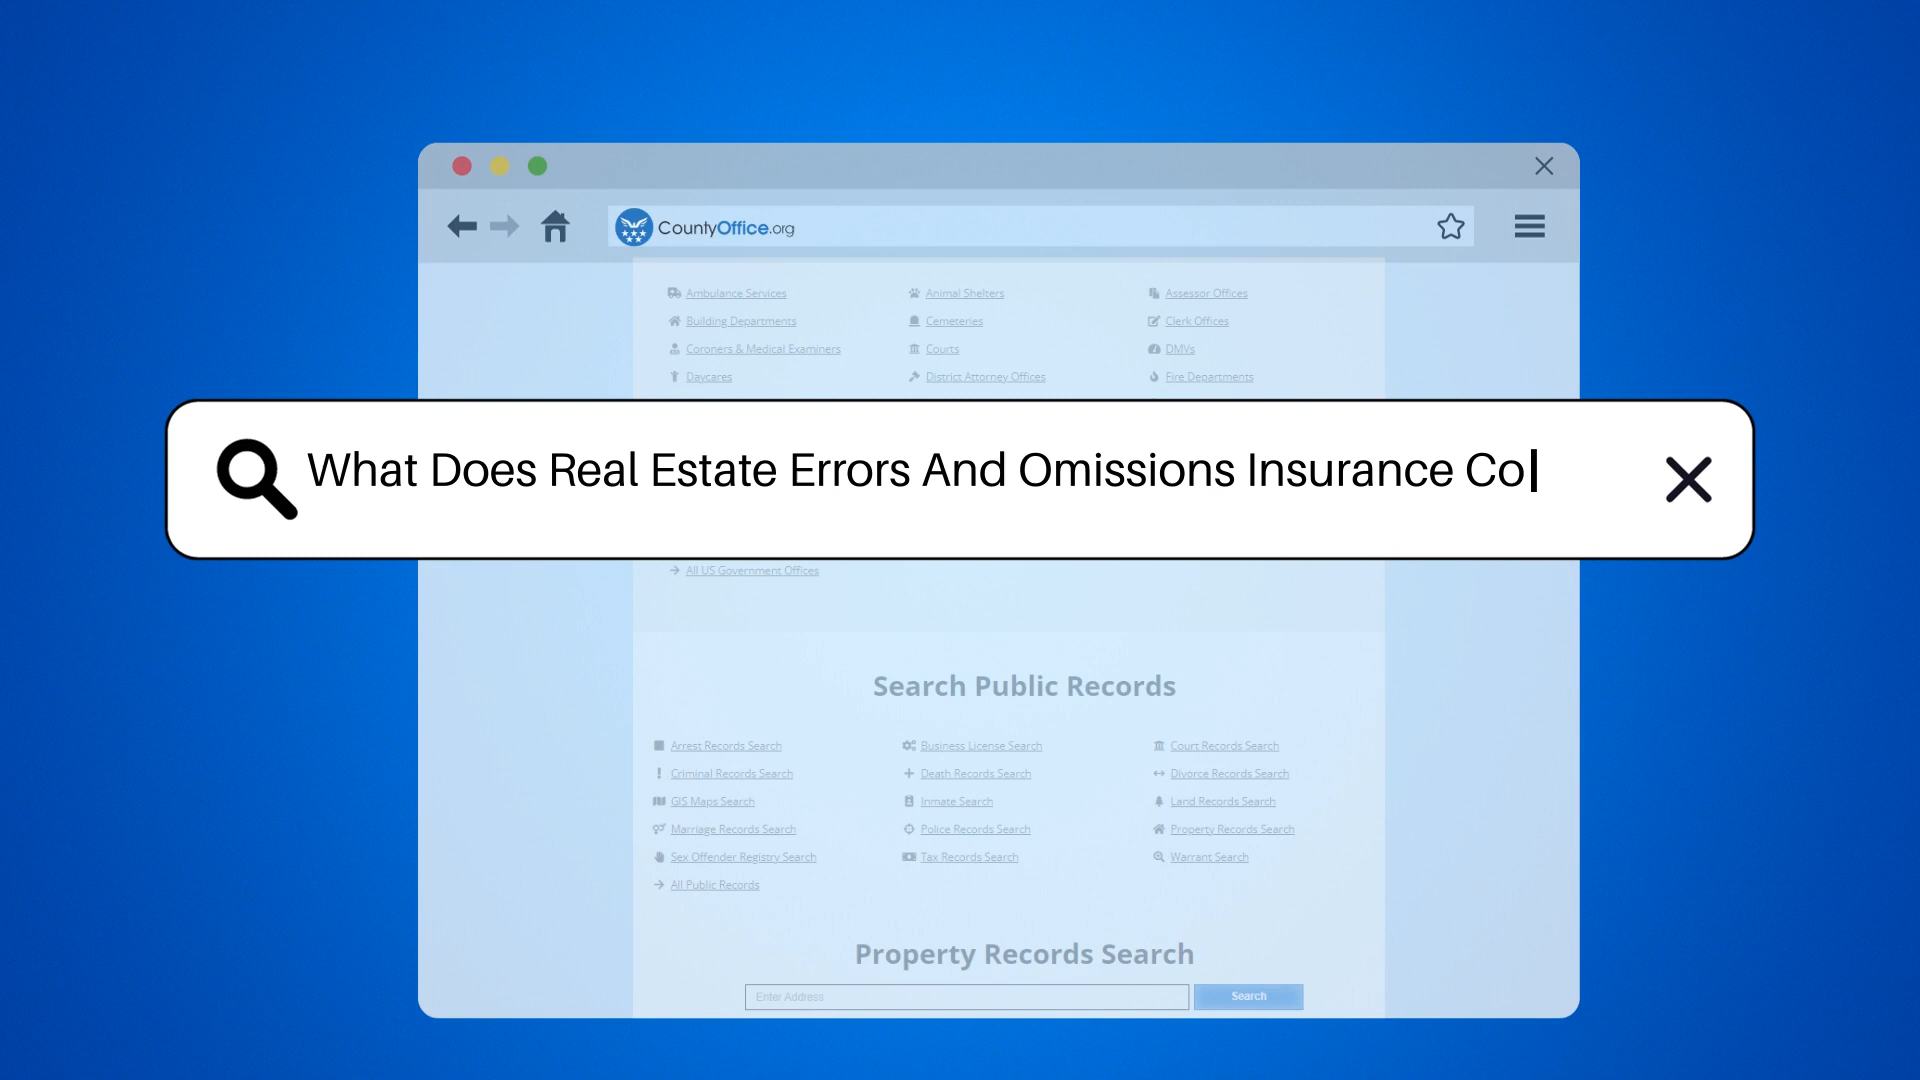 CountyOffice.org
Ambulance Services Animal Shelters Assessor Offices
Building Departments Cemeteries Clerk Offices
Coroners & Medical Examiners Courts DMVs
Daycares District Attorney Offices Fire Departments
What Does Real Estate Errors And Omissions Insurance Co
All US Government Offices
Search Public Records
Arrest Records Search Business License Search Court Records Search
Criminal Records Search Death Records Search Divorce Records Search
GIS Maps Search Inmate Search Land Records Search
Marriage Records Search Police Records Search Property Records Search
Sex Offender Registry Search Tax Records Search Warrant Search
All Public Records
Property Records Search
Enter Address Search